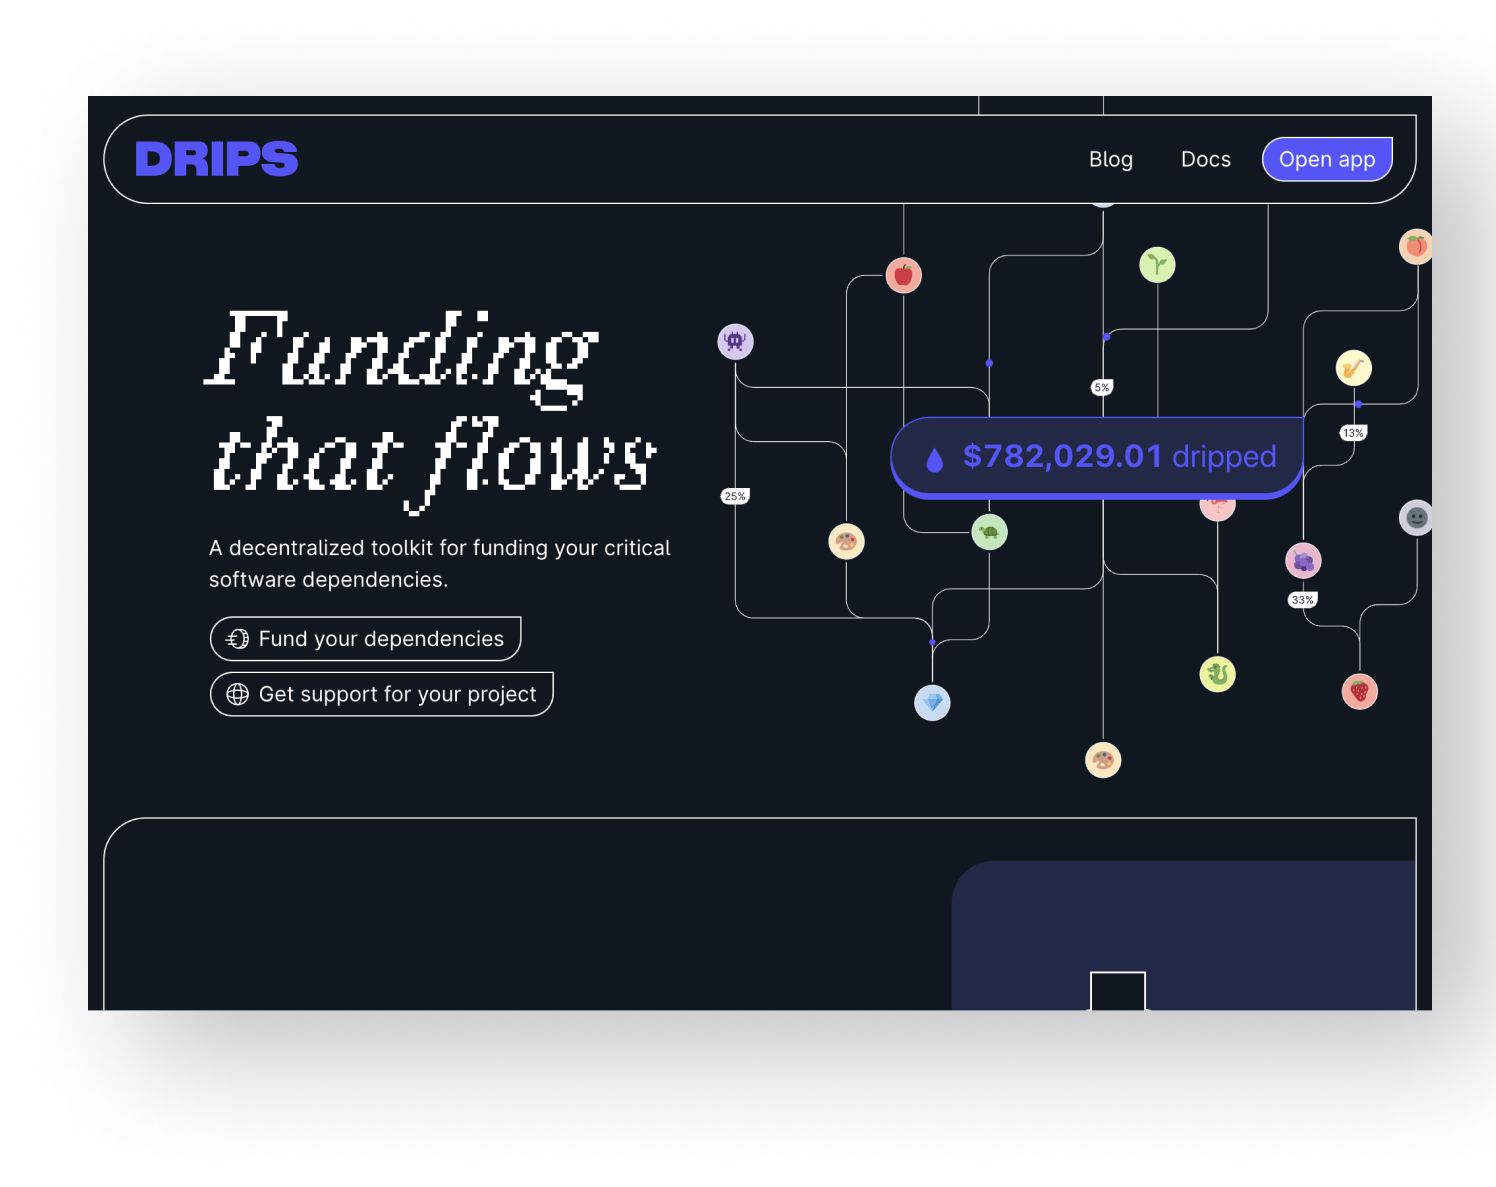 DRIPS
Blog
Docs
Open app
Funding
that flows
A decentralized toolkit for funding your critical
software dependencies.
Fund your dependencies
Get support for your project
5%
$782,029.01 dripped
13%
25%
33%